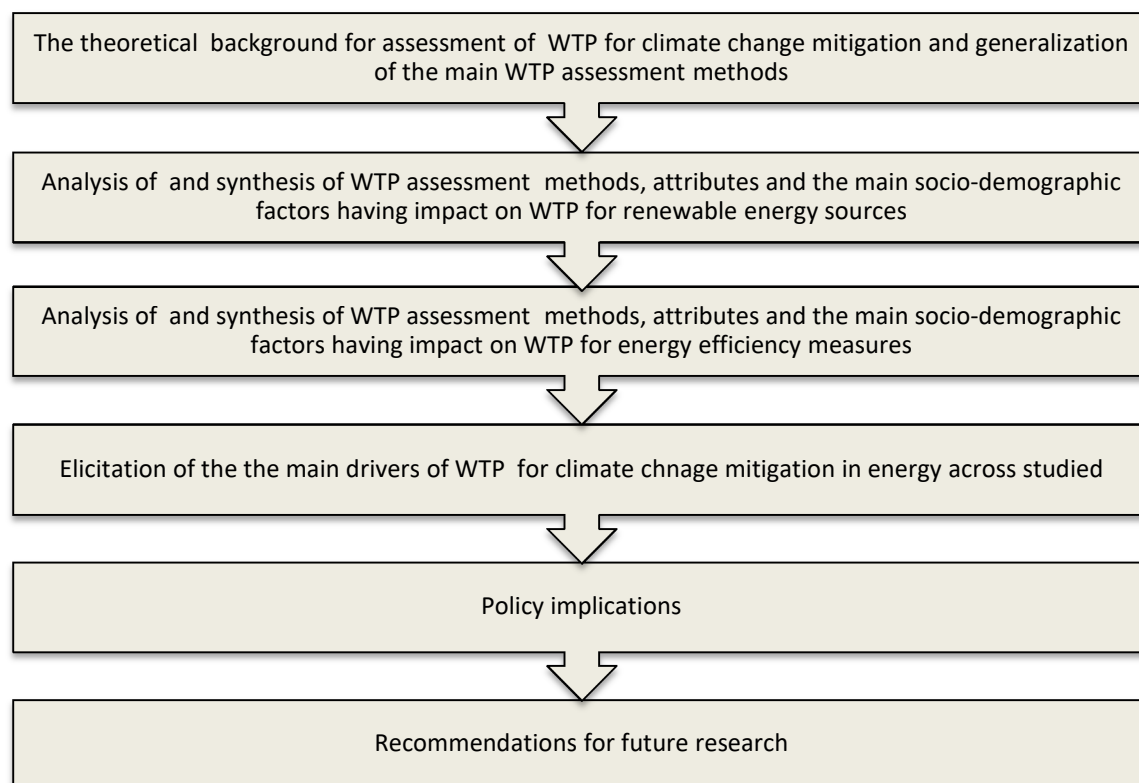 The theoretical background for assessment of WTP for climate change mitigation and generalization
of the main WTP assessment methods
Analysis of and synthesis of WTP assessment methods, attributes and the main socio-demographic
factors having impact on WTP for renewable energy sources
Analysis of and synthesis of WTP assessment methods, attributes and the main socio-demographic
factors having impact on WTP for energy efficiency measures
Elicitation of the the main drivers of WTP for climate chnage mitigation in energy across studied
Policy implications
Recommendations for future research